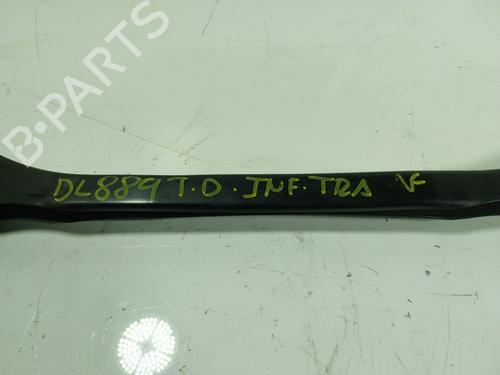 B-PARTS
DL889 T.D. INF. TRA